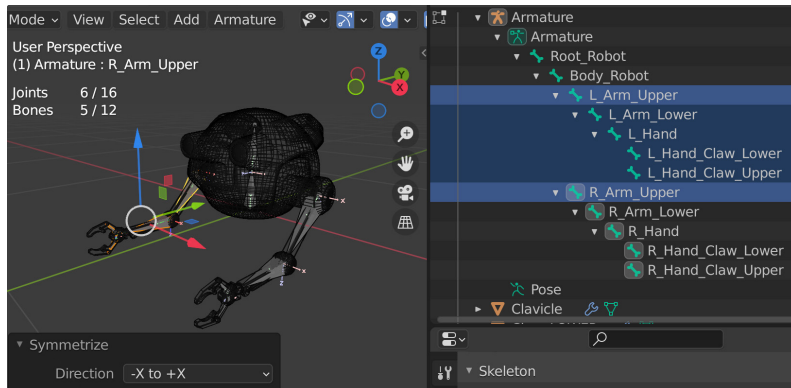 Mode View Select Add Armature
User Perspective
(1) Armature : R_Arm_Upper
Joints 6 / 16
Bones 5 / 12
Z
Y
X
x
x
Symmetrize
Direction -X to +X
Armature
Armature
Root_Robot
Body_Robot
L_Arm_Upper
L_Arm_Lower
L_Hand
L_Hand_Claw_Lower
L_Hand_Claw_Upper
R_Arm_Upper
R_Arm_Lower
R_Hand
R_Hand_Claw_Lower
R_Hand_Claw_Upper
Pose
Clavicle
Skeleton